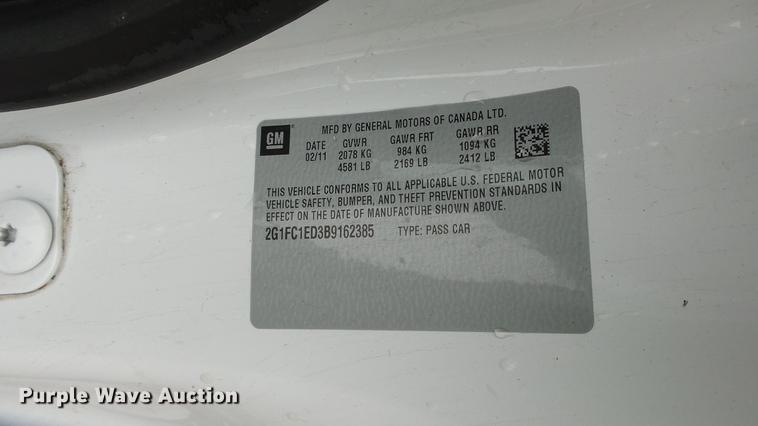 GM
MFD BY GENERAL MOTORS OF CANADA LTD.
DATE GVWR GAWR FRT GAWR RR
02/11 2078 KG 984 KG 1094 KG
4581 LB 2169 LB 2412 LB
THIS VEHICLE CONFORMS TO ALL APPLICABLE U.S. FEDERAL MOTOR
VEHICLE SAFETY, BUMPER, AND THEFT PREVENTION STANDARDS IN
EFFECT ON THE DATE OF MANUFACTURE SHOWN ABOVE.
2G1FC1ED3B9162385 TYPE: PASS CAR
Purple Wave Auction